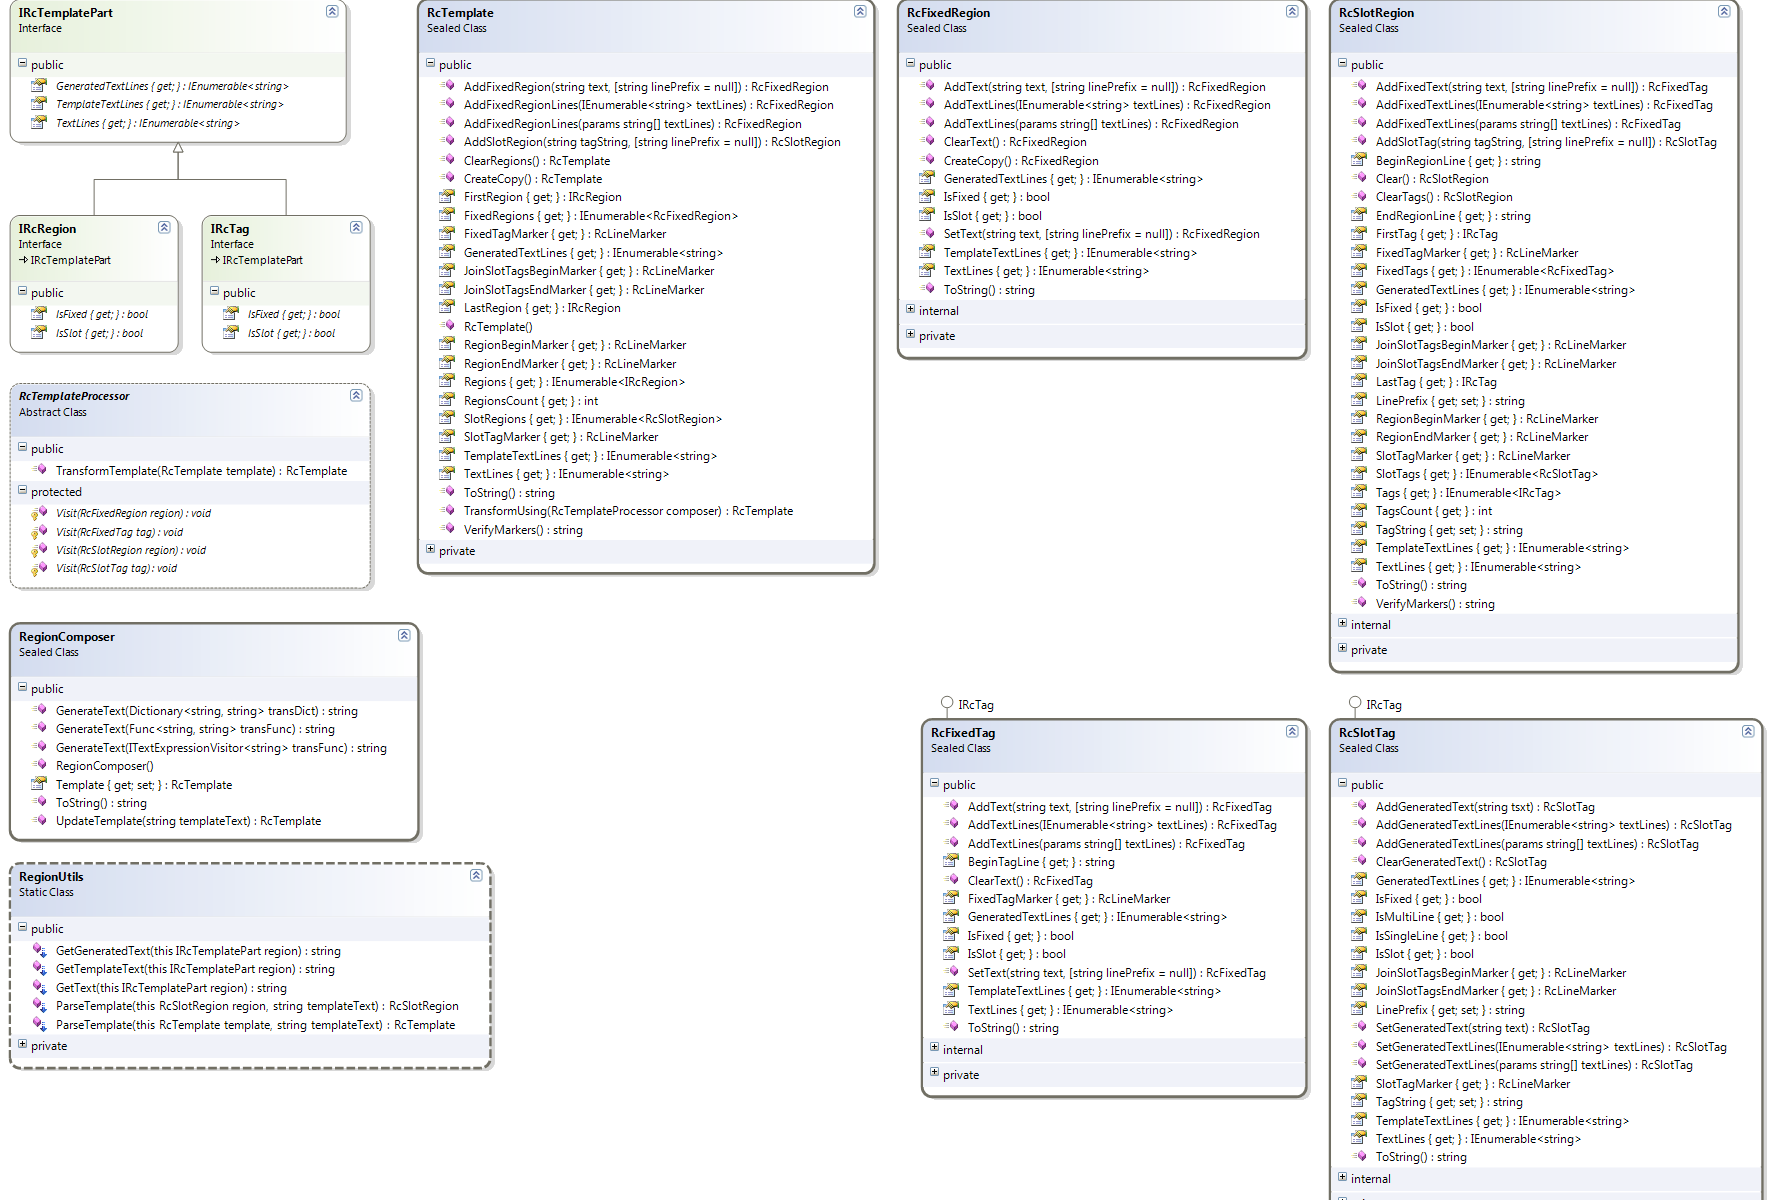 IRcTemplatePart
Interface
public
GeneratedTextLines { get; } : IEnumerable<string>
TemplateTextLines { get; } : IEnumerable<string>
TextLines { get; } : IEnumerable<string>
IRcRegion
Interface
IRcTemplatePart
public
IsFixed { get; } : bool
IsSlot { get; } : bool
IRcTag
Interface
IRcTemplatePart
public
IsFixed { get; } : bool
IsSlot { get; } : bool
RcTemplateProcessor
Abstract Class
public
TransformTemplate(RcTemplate template) : RcTemplate
protected
Visit(RcFixedRegion region) : void
Visit(RcFixedTag tag) : void
Visit(RcSlotRegion region) : void
Visit(RcSlotTag tag) : void
RegionComposer
Sealed Class
public
GenerateText(Dictionary<string, string> transDict) : string
GenerateText(Func<string, string> transFunc) : string
GenerateText(ITextExpressionVisitor<string> transFunc) : string
RegionComposer()
Template { get; set; } : RcTemplate
ToString() : string
UpdateTemplate(string templateText) : RcTemplate
RegionUtils
Static Class
public
GetGeneratedText(this IRcTemplatePart region) : string
GetTemplateText(this IRcTemplatePart region) : string
GetText(this IRcTemplatePart region) : string
ParseTemplate(this RcSlotRegion region, string templateText) : RcSlotRegion
ParseTemplate(this RcTemplate template, string templateText) : RcTemplate
private
RcTemplate
Sealed Class
public
AddFixedRegion(string text, [string linePrefix = null]) : RcFixedRegion
AddFixedRegionLines(IEnumerable<string> textLines) : RcFixedRegion
AddFixedRegionLines(params string[] textLines) : RcFixedRegion
AddSlotRegion(string tagString, [string linePrefix = null]) : RcSlotRegion
ClearRegions() : RcTemplate
CreateCopy() : RcTemplate
FirstRegion { get; } : IRcRegion
FixedRegions { get; } : IEnumerable<RcFixedRegion>
FixedTagMarker { get; } : RcLineMarker
GeneratedTextLines { get; } : IEnumerable<string>
JoinSlotTagsBeginMarker { get; } : RcLineMarker
JoinSlotTagsEndMarker { get; } : RcLineMarker
LastRegion { get; } : IRcRegion
RcTemplate()
RegionBeginMarker { get; } : RcLineMarker
RegionEndMarker { get; } : RcLineMarker
Regions { get; } : IEnumerable<IRcRegion>
RegionsCount { get; } : int
SlotRegions { get; } : IEnumerable<RcSlotRegion>
SlotTagMarker { get; } : RcLineMarker
TemplateTextLines { get; } : IEnumerable<string>
TextLines { get; } : IEnumerable<string>
ToString() : string
TransformUsing(RcTemplateProcessor composer) : RcTemplate
VerifyMarkers() : string
private
RcFixedRegion
Sealed Class
public
AddText(string text, [string linePrefix = null]) : RcFixedRegion
AddTextLines(IEnumerable<string> textLines) : RcFixedRegion
AddTextLines(params string[] textLines) : RcFixedRegion
ClearText() : RcFixedRegion
CreateCopy() : RcFixedRegion
GeneratedTextLines { get; } : IEnumerable<string>
IsFixed { get; } : bool
IsSlot { get; } : bool
SetText(string text, [string linePrefix = null]) : RcFixedRegion
TemplateTextLines { get; } : IEnumerable<string>
TextLines { get; } : IEnumerable<string>
ToString() : string
internal
private
RcSlotRegion
Sealed Class
public
AddFixedText(string text, [string linePrefix = null]) : RcFixedTag
AddFixedTextLines(IEnumerable<string> textLines) : RcFixedTag
AddFixedTextLines(params string[] textLines) : RcFixedTag
AddSlotTag(string tagString, [string linePrefix = null]) : RcSlotTag
BeginRegionLine { get; } : string
Clear() : RcSlotRegion
ClearTags() : RcSlotRegion
EndRegionLine { get; } : string
FirstTag { get; } : IRcTag
FixedTagMarker { get; } : RcLineMarker
FixedTags { get; } : IEnumerable<RcFixedTag>
GeneratedTextLines { get; } : IEnumerable<string>
IsFixed { get; } : bool
IsSlot { get; } : bool
JoinSlotTagsBeginMarker { get; } : RcLineMarker
JoinSlotTagsEndMarker { get; } : RcLineMarker
LastTag { get; } : IRcTag
LinePrefix { get; set; } : string
RegionBeginMarker { get; } : RcLineMarker
RegionEndMarker { get; } : RcLineMarker
SlotTagMarker { get; } : RcLineMarker
SlotTags { get; } : IEnumerable<RcSlotTag>
Tags { get; } : IEnumerable<IRcTag>
TagsCount { get; } : int
TagString { get; set; } : string
TemplateTextLines { get; } : IEnumerable<string>
TextLines { get; } : IEnumerable<string>
ToString() : string
VerifyMarkers() : string
internal
private
IRcTag
RcFixedTag
Sealed Class
public
AddText(string text, [string linePrefix = null]) : RcFixedTag
AddTextLines(IEnumerable<string> textLines) : RcFixedTag
AddTextLines(params string[] textLines) : RcFixedTag
BeginTagLine { get; } : string
ClearText() : RcFixedTag
FixedTagMarker { get; } : RcLineMarker
GeneratedTextLines { get; } : IEnumerable<string>
IsFixed { get; } : bool
IsSlot { get; } : bool
SetText(string text, [string linePrefix = null]) : RcFixedTag
TemplateTextLines { get; } : IEnumerable<string>
TextLines { get; } : IEnumerable<string>
ToString() : string
internal
private
IRcTag
RcSlotTag
Sealed Class
public
AddGeneratedText(string tsxt) : RcSlotTag
AddGeneratedTextLines(IEnumerable<string> textLines) : RcSlotTag
AddGeneratedTextLines(params string[] textLines) : RcSlotTag
ClearGeneratedText() : RcSlotTag
GeneratedTextLines { get; } : IEnumerable<string>
IsFixed { get; } : bool
IsMultiLine { get; } : bool
IsSingleLine { get; } : bool
IsSlot { get; } : bool
JoinSlotTagsBeginMarker { get; } : RcLineMarker
JoinSlotTagsEndMarker { get; } : RcLineMarker
LinePrefix { get; set; } : string
SetGeneratedText(string text) : RcSlotTag
SetGeneratedTextLines(IEnumerable<string> textLines) : RcSlotTag
SetGeneratedTextLines(params string[] textLines) : RcSlotTag
SlotTagMarker { get; } : RcLineMarker
TagString { get; set; } : string
TemplateTextLines { get; } : IEnumerable<string>
TextLines { get; } : IEnumerable<string>
ToString() : string
internal